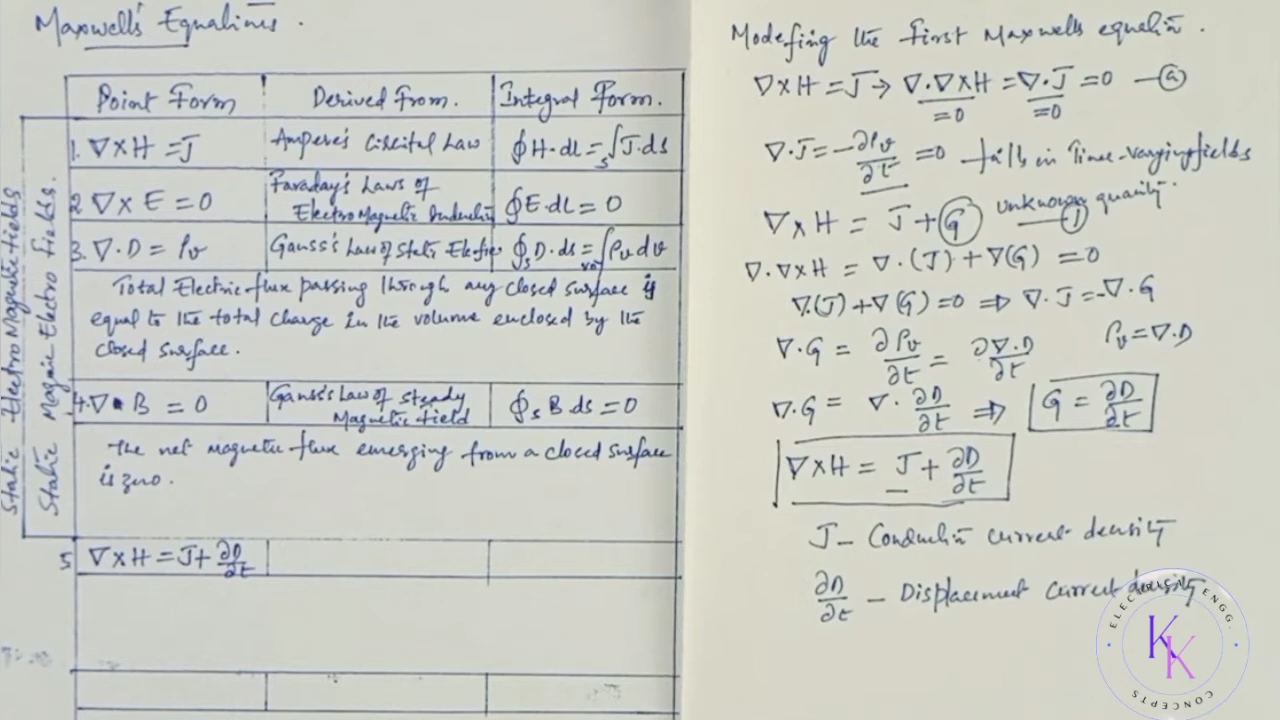 Maxwell's Equations.
Point Form Derived From. Integral Form.
Static Electro Magnetic fields
Static Magnetic Electro Fields.
1. ∇×H = J Ampere's Circital Law ∮H·dL = ∫s J·ds
2 ∇ × E = 0 Faraday's Laws of Electro Magnetic Induction ∮E·dL = 0
3. ∇·D = ρv Gauss's Law of Static Electric ∮s D·ds = ∫vol ρv dv
Total Electric flux passing through any closed surface is
equal to the total charge in the volume enclosed by the
closed surface.
4. ∇ · B = 0 Gauss's Law of Steady Magnetic Field ∮s B·ds = 0
The net magnetic flux emerging from a closed surface
is zero.
5 ∇×H = J + ∂D/∂t
Modefing the First Maxwells equation.
∇×H = J → ∇·∇×H = ∇·J = 0 — (a)
=0 =0
∇·J = -∂ρv/∂t = 0 – fails in Time-varying fields
∇×H = J + G unknown quantity. (1)
∇·∇×H = ∇·(J) + ∇(G) = 0
∇·(J) + ∇(G) = 0 ⇒ ∇·J = -∇·G
∇·G = ∂ρv/∂t = ∂∇·D/∂t ρv = ∇·D
∇·G = ∇·∂D/∂t ⇒ G = ∂D/∂t
∇×H = J + ∂D/∂t
J – Conduction current density
∂D/∂t – Displacement current density
ELECTRICAL ENGG.
KK
CONCEPTS